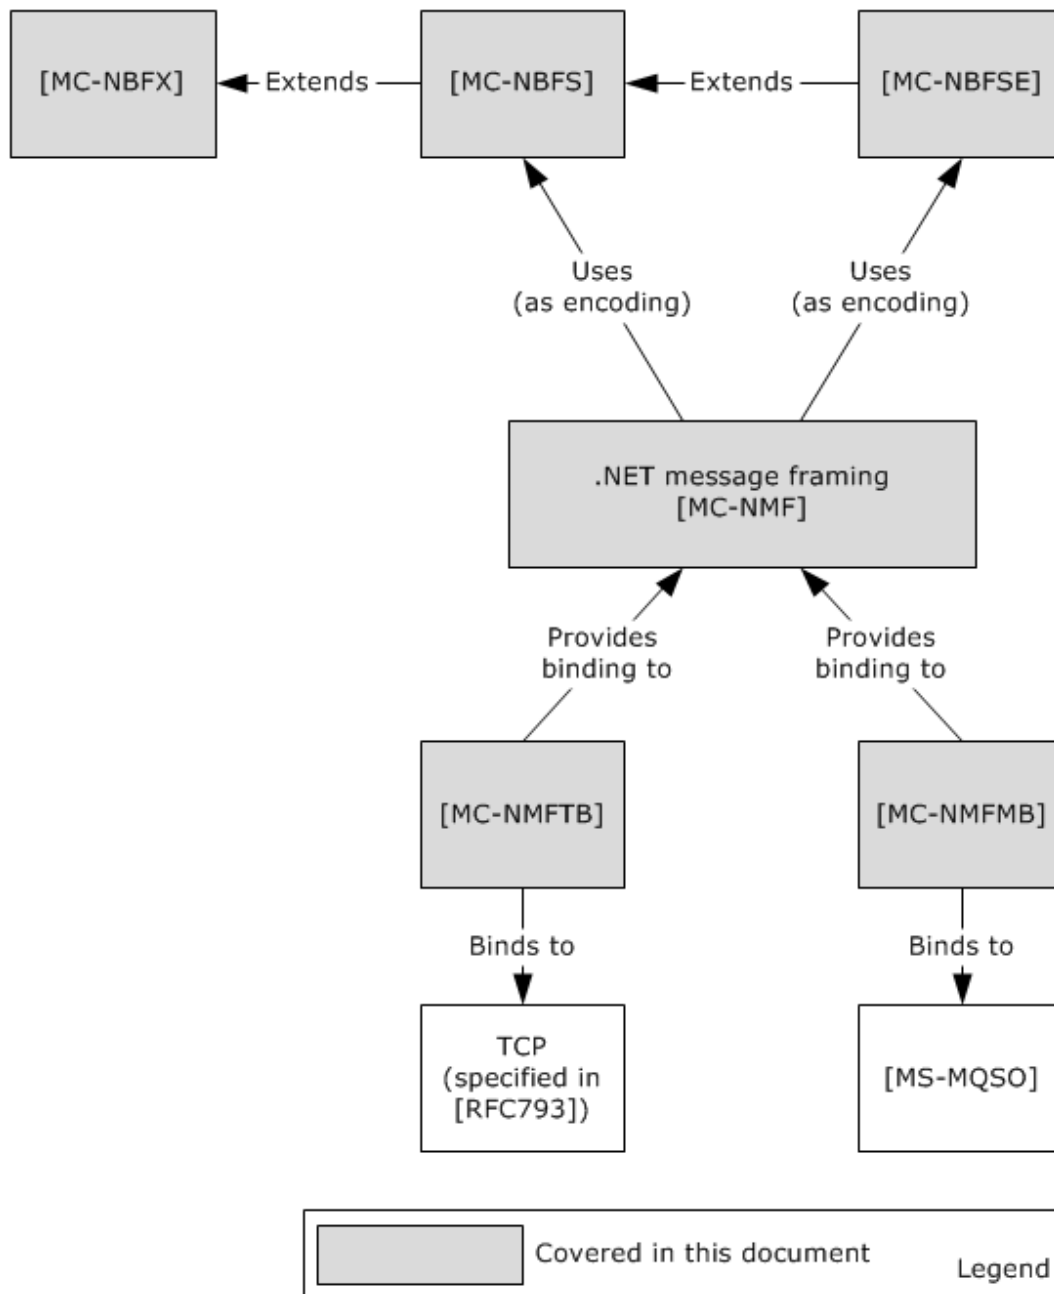 [MC-NBFX]
Extends
[MC-NBFS]
Extends
[MC-NBFSE]
Uses
(as encoding)
Uses
(as encoding)
.NET message framing
[MC-NMF]
Provides
binding to
Provides
binding to
[MC-NMFTB]
[MC-NMFMB]
Binds to
Binds to
TCP
(specified in
[RFC793])
[MS-MQSO]
Covered in this document
Legend